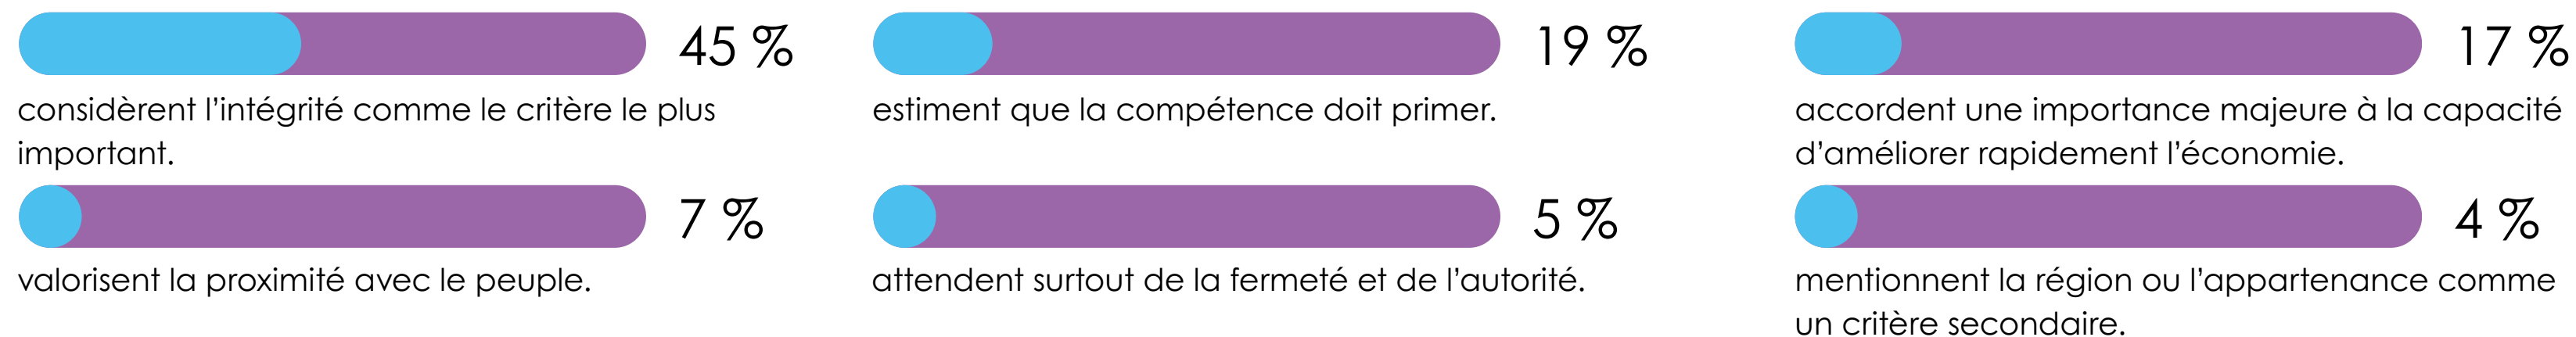 45 %
considèrent l’intégrité comme le critère le plus
important.
19 %
estiment que la compétence doit primer.
17 %
accordent une importance majeure à la capacité
d’améliorer rapidement l’économie.
7 %
valorisent la proximité avec le peuple.
5 %
attendent surtout de la fermeté et de l’autorité.
4 %
mentionnent la région ou l’appartenance comme
un critère secondaire.